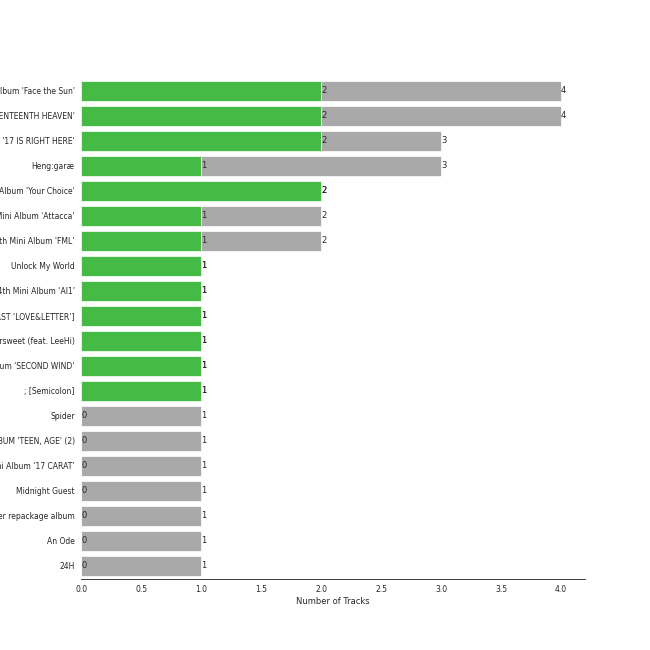 lbum 'Face the Sun' 2 4
ENTEENTH HEAVEN' 2 4
'17 IS RIGHT HERE' 2 3
Heng:garæ 1 3
Album 'Your Choice' 2
Mini Album 'Attacca' 1 2
th Mini Album 'FML' 1 2
Unlock My World 1
4th Mini Album ‘Al1’ 1
RST ‘LOVE&LETTER’] 1
rsweet (feat. LeeHi) 1
um 'SECOND WIND' 1
; [Semicolon] 1
Spider 0 1
BUM ‘TEEN, AGE' (2) 0 1
ni Album '17 CARAT' 0 1
Midnight Guest 0 1
er repackage album 0 1
An Ode 0 1
24H 0 1
0.0 0.5 1.0 1.5 2.0 2.5 3.0 3.5 4.0
Number of Tracks